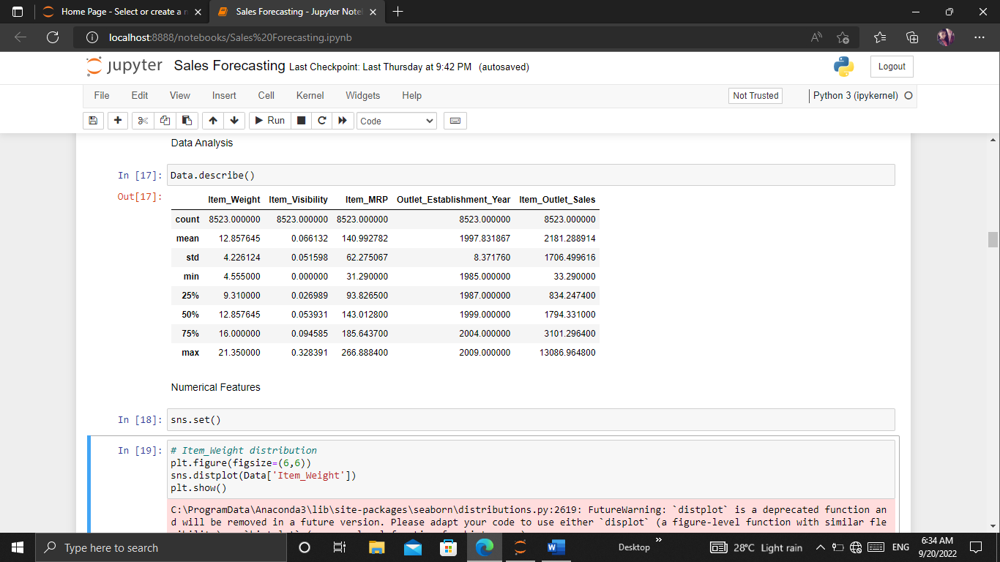 Home Page - Select or create a n
Sales Forecasting - Jupyter Note
localhost:8888/notebooks/Sales%20Forecasting.ipynb
jupyter Sales Forecasting Last Checkpoint: Last Thursday at 9:42 PM (autosaved)
Logout
File Edit View Insert Cell Kernel Widgets Help
Not Trusted Python 3 (ipykernel)
Run Code
Data Analysis
In [17]: Data.describe()
Out[17]:
Item_Weight Item_Visibility Item_MRP Outlet_Establishment_Year Item_Outlet_Sales
count 8523.000000 8523.000000 8523.000000 8523.000000 8523.000000
mean 12.857645 0.066132 140.992782 1997.831867 2181.288914
std 4.226124 0.051598 62.275067 8.371760 1706.499616
min 4.555000 0.000000 31.290000 1985.000000 33.290000
25% 9.310000 0.026989 93.826500 1987.000000 834.247400
50% 12.857645 0.053931 143.012800 1999.000000 1794.331000
75% 16.000000 0.094585 185.643700 2004.000000 3101.296400
max 21.350000 0.328391 266.888400 2009.000000 13086.964800
Numerical Features
In [18]: sns.set()
In [19]: # Item_Weight distribution
plt.figure(figsize=(6,6))
sns.distplot(Data['Item_Weight'])
plt.show()
C:\ProgramData\Anaconda3\lib\site-packages\seaborn\distributions.py:2619: FutureWarning: `distplot` is a deprecated function an
d will be removed in a future version. Please adapt your code to use either `displot` (a figure-level function with similar fle
Type here to search
Desktop
28°C Light rain
ENG
6:34 AM
9/20/2022